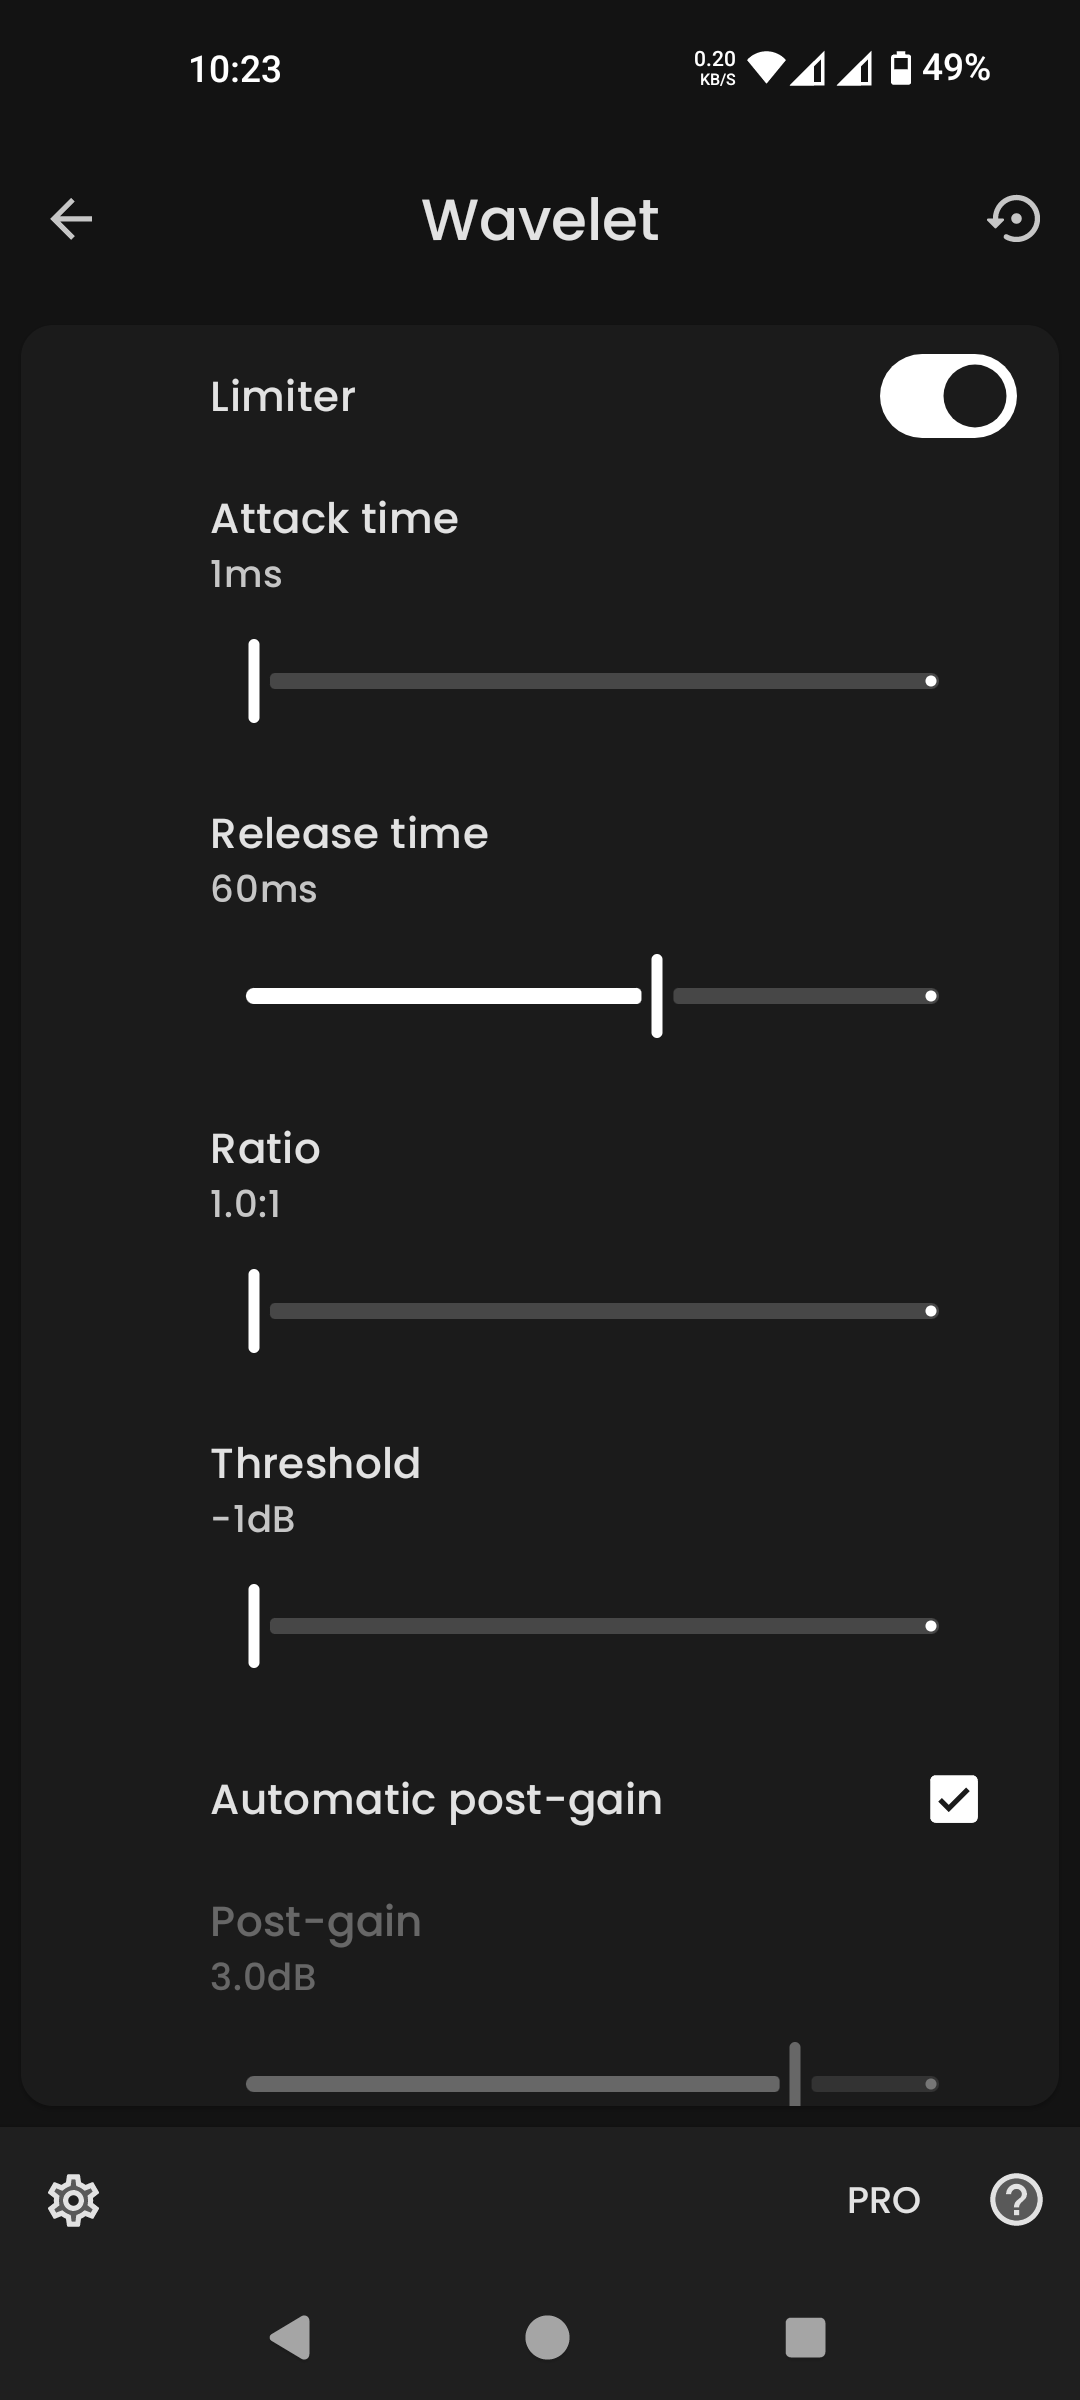 10:23
0.20
KB/S
49%
Wavelet
Limiter
Attack time
1ms
Release time
60ms
Ratio
1.0:1
Threshold
-1dB
Automatic post-gain
Post-gain
3.0dB
PRO